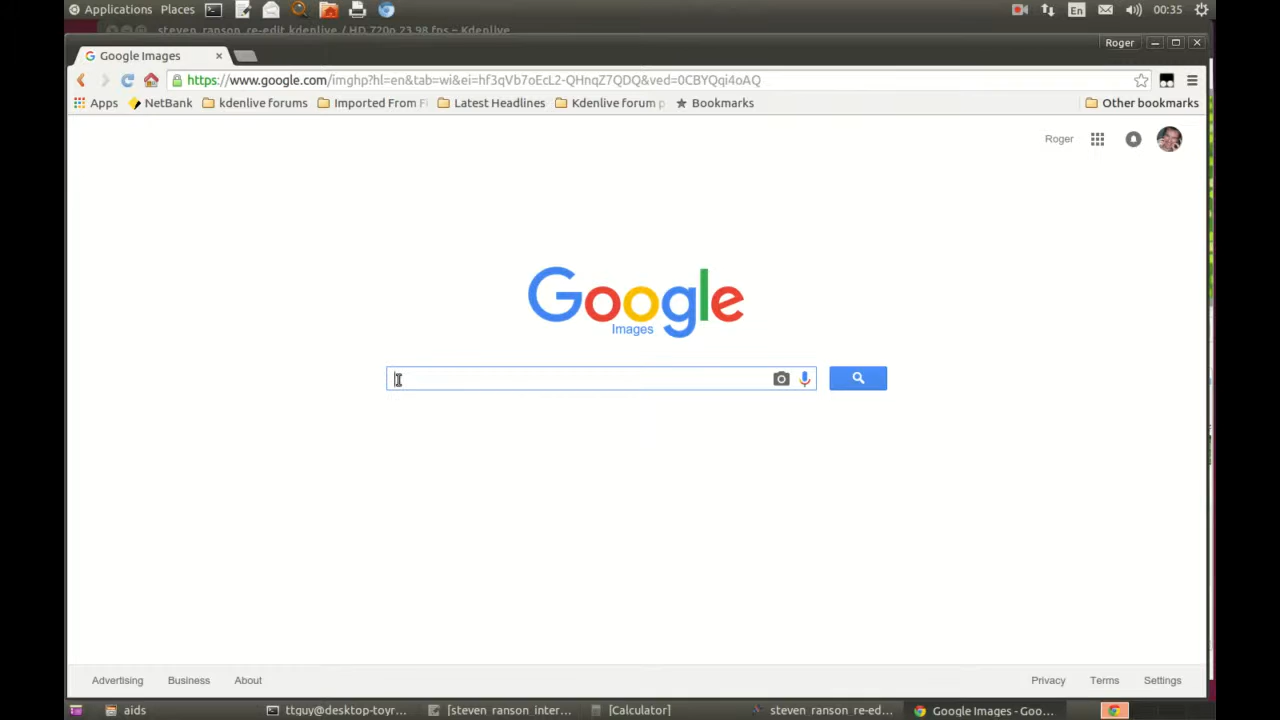 Applications Places En 00:35
steven_ranson_re-edit.kdenlive / HD 720p 23.98 fps – Kdenlive
Google Images Roger
https://www.google.com/imghp?hl=en&tab=wi&ei=hf3qVb7oEcL2-QHnqZ7QDQ&ved=0CBYQqi4oAQ
Apps NetBank kdenlive forums Imported From Fi Latest Headlines Kdenlive forum p Bookmarks Other bookmarks
Roger
Google
Images
Advertising Business About Privacy Terms Settings
aids ttguy@desktop-toyr... [steven_ranson_inter... [Calculator] steven_ranson_re-ed... Google Images - Goo...